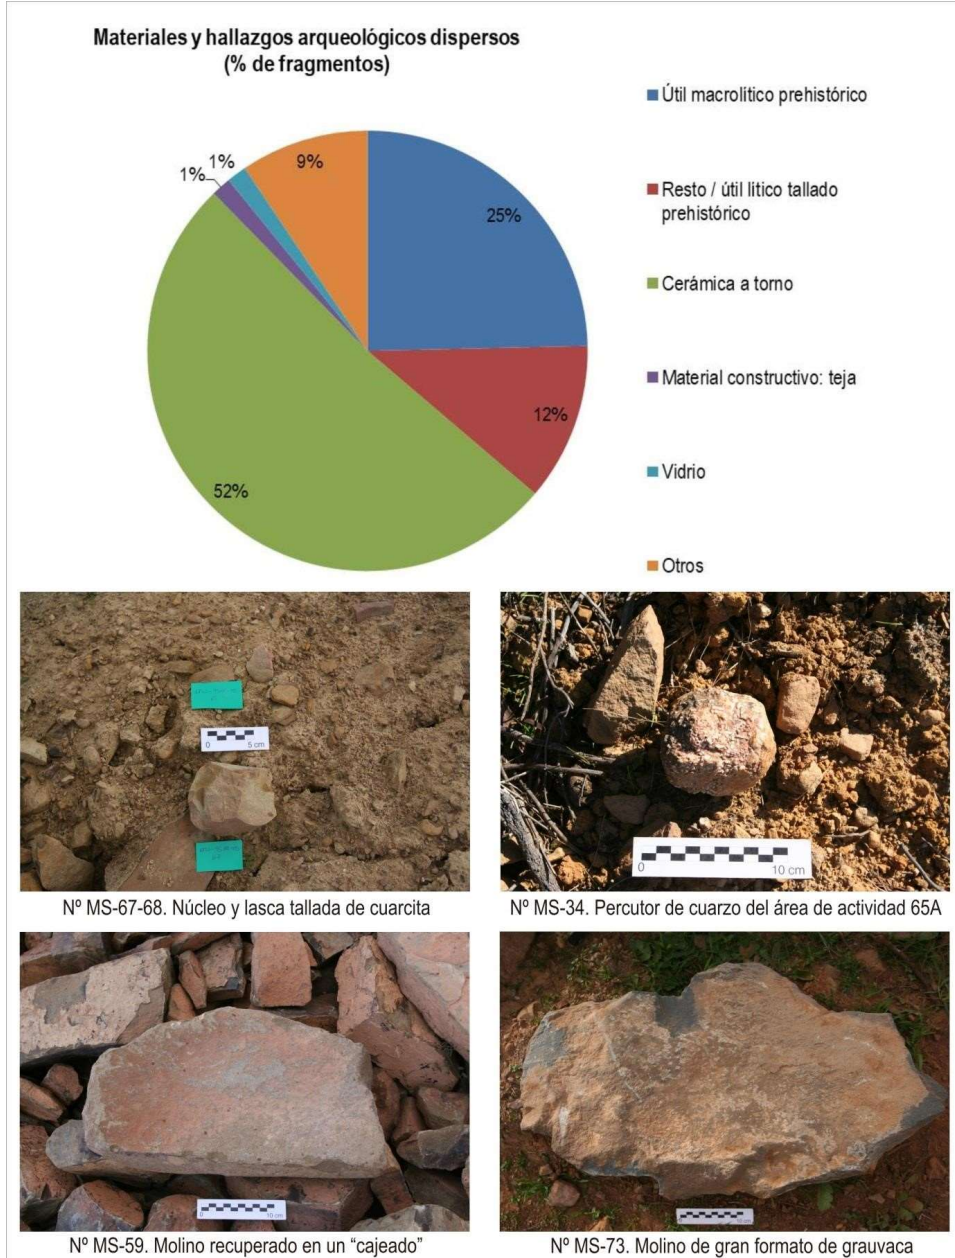 Materiales y hallazgos arqueológicos dispersos
(% de fragmentos)
Útil macrolítico prehistórico
Resto / útil lítico tallado
prehistórico
Cerámica a torno
Material constructivo: teja
Vidrio
Otros
1%
1%
9%
25%
12%
52%
0 5 cm
Nº MS-67-68. Núcleo y lasca tallada de cuarcita
0 10 cm
Nº MS-34. Percutor de cuarzo del área de actividad 65A
0 10 cm
Nº MS-59. Molino recuperado en un “cajeado”
Nº MS-73. Molino de gran formato de grauvaca